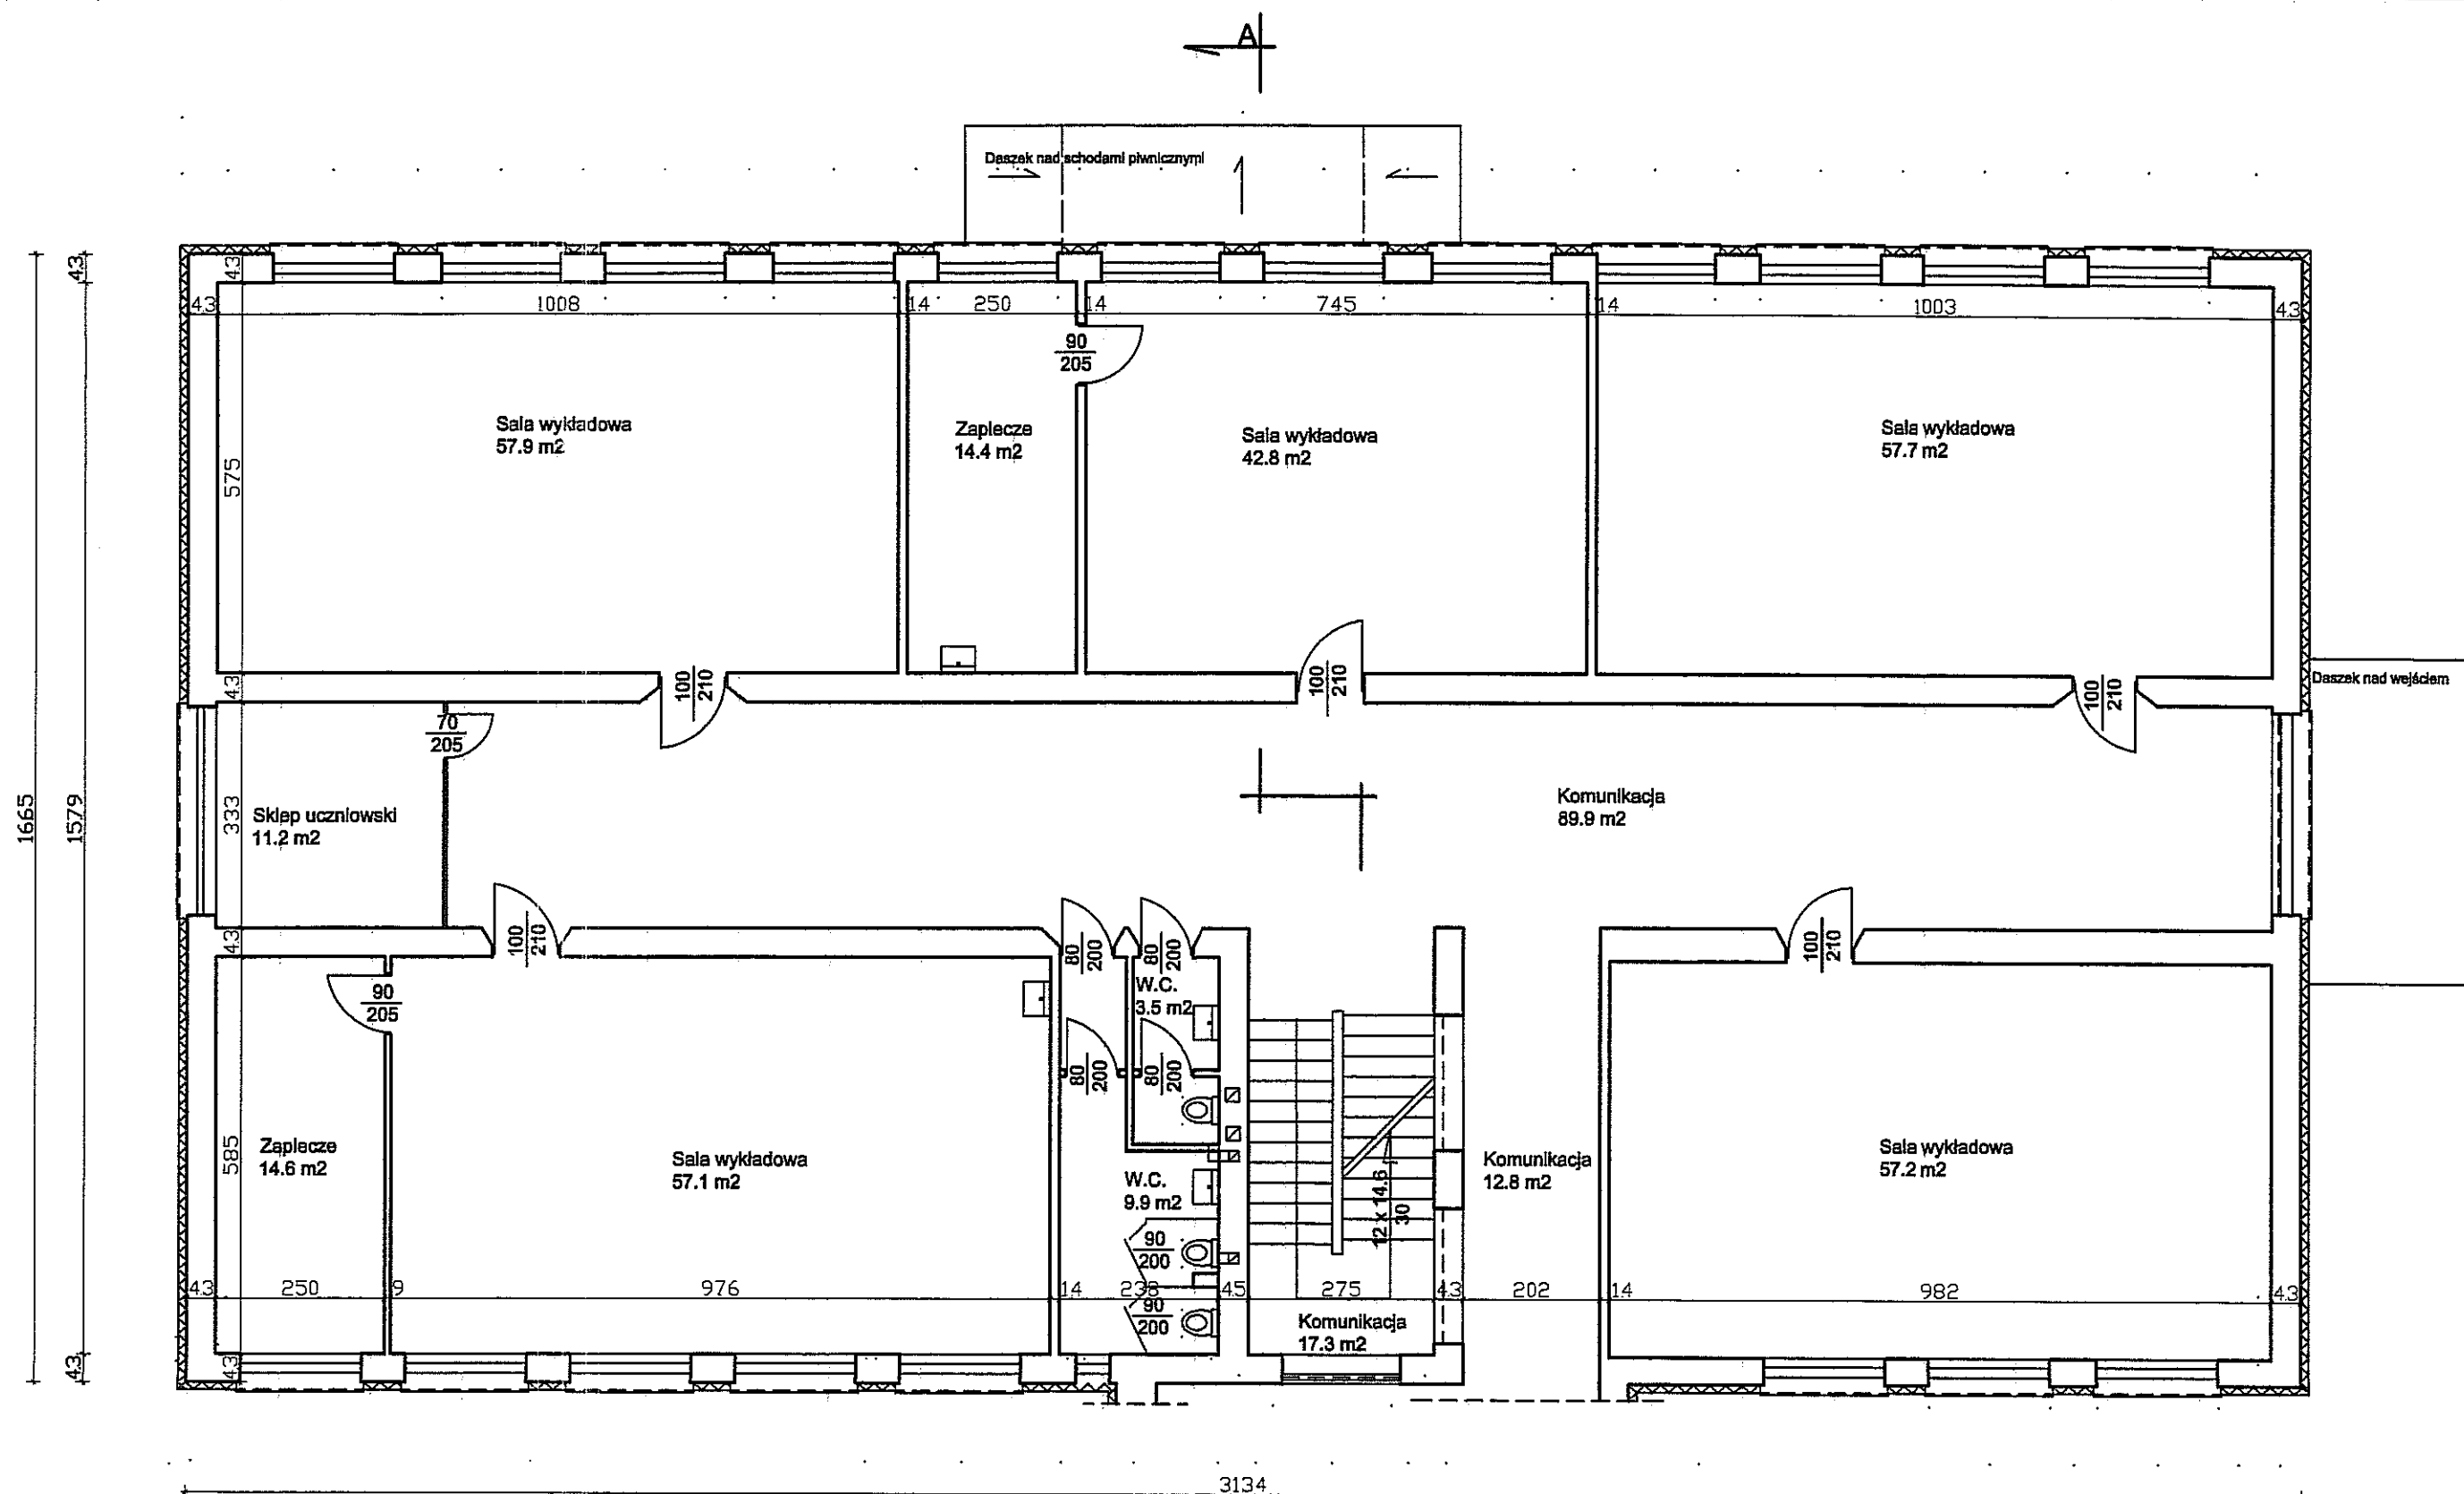 A
Daszek nad schodami piwnicznymi
43
43
43
1008
14
250
14
745
14
1003
43
90
205
Sala wykładowa
57.9 m2
Zaplecze
14.4 m2
Sala wykładowa
42.8 m2
Sala wykładowa
57.7 m2
575
43
100
210
100
210
100
210
Daszek nad wejściem
70
205
1665
1579
333
Sklep uczniowski
11.2 m2
Komunikacja
89.9 m2
43
100
210
80
200
80
200
100
210
90
205
W.C.
3.5 m2
80
200
80
200
585
Zaplecze
14.6 m2
Sala wykładowa
57.1 m2
W.C.
9.9 m2
12 x 14.6
30
Komunikacja
12.8 m2
Sala wykładowa
57.2 m2
90
200
43
250
9
976
14
238
45
275
43
202
14
982
43
90
200
Komunikacja
17.3 m2
43
43
3134